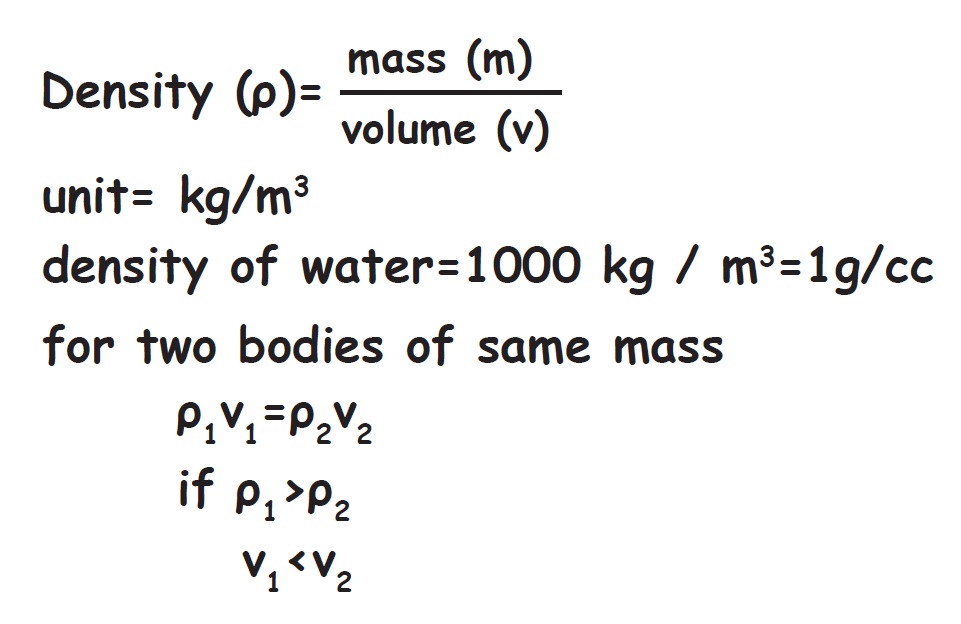 Density (ρ)= mass (m) / volume (v)
unit= kg/m³
density of water=1000 kg / m³=1g/cc
for two bodies of same mass
ρ₁v₁=ρ₂v₂
if ρ₁>ρ₂
v₁<v₂